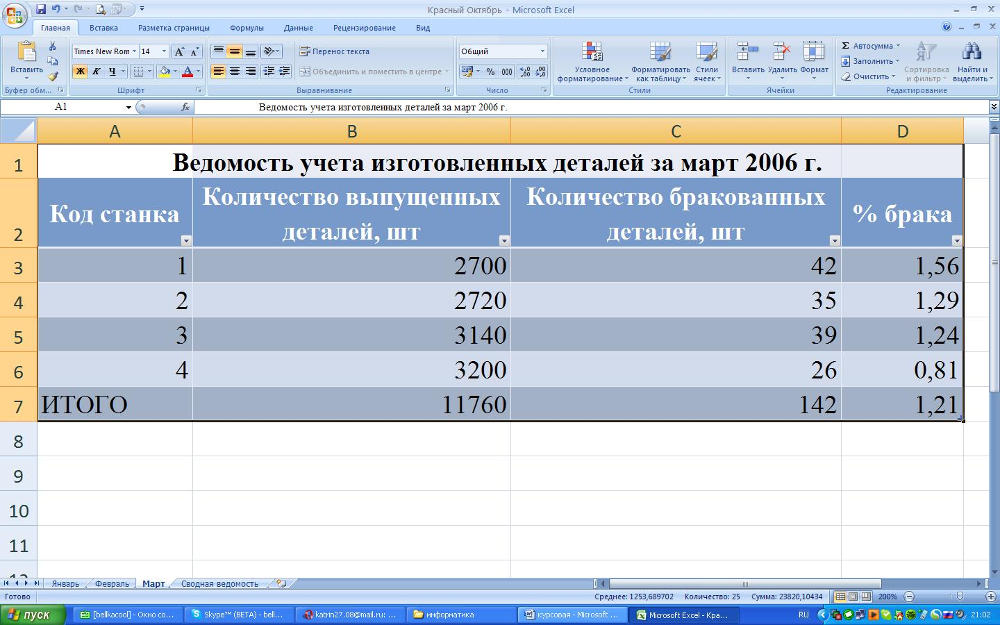 Красный Октябрь - Microsoft Excel
Главная Вставка Разметка страницы Формулы Данные Рецензирование Вид
Вставить
Буфер обм...
Times New Rom 14
Ж К Ч
Шрифт
Перенос текста
Объединить и поместить в центре
Выравнивание
Общий
% 000
Число
Условное форматирование
Форматировать как таблицу
Стили ячеек
Стили
Вставить Удалить Формат
Ячейки
Σ Автосумма
Заполнить
Очистить
Сортировка и фильтр
Найти и выделить
Редактирование
A1 fx Ведомость учета изготовленных деталей за март 2006 г.
A B C D
1 Ведомость учета изготовленных деталей за март 2006 г.
2 Код станка Количество выпущенных деталей, шт Количество бракованных деталей, шт % брака
3 1 2700 42 1,56
4 2 2720 35 1,29
5 3 3140 39 1,24
6 4 3200 26 0,81
7 ИТОГО 11760 142 1,21
8
9
10
11
Январь Февраль Март Сводная ведомость
Готово Среднее: 1253,689702 Количество: 25 Сумма: 23820,10434 200%
пуск [bellkacool] - Окно со... Skype™ (BETA) - bell... katrin27.08@mail.ru: ... информатика курсовая - Microsoft ... Microsoft Excel - Кра... RU 21:02